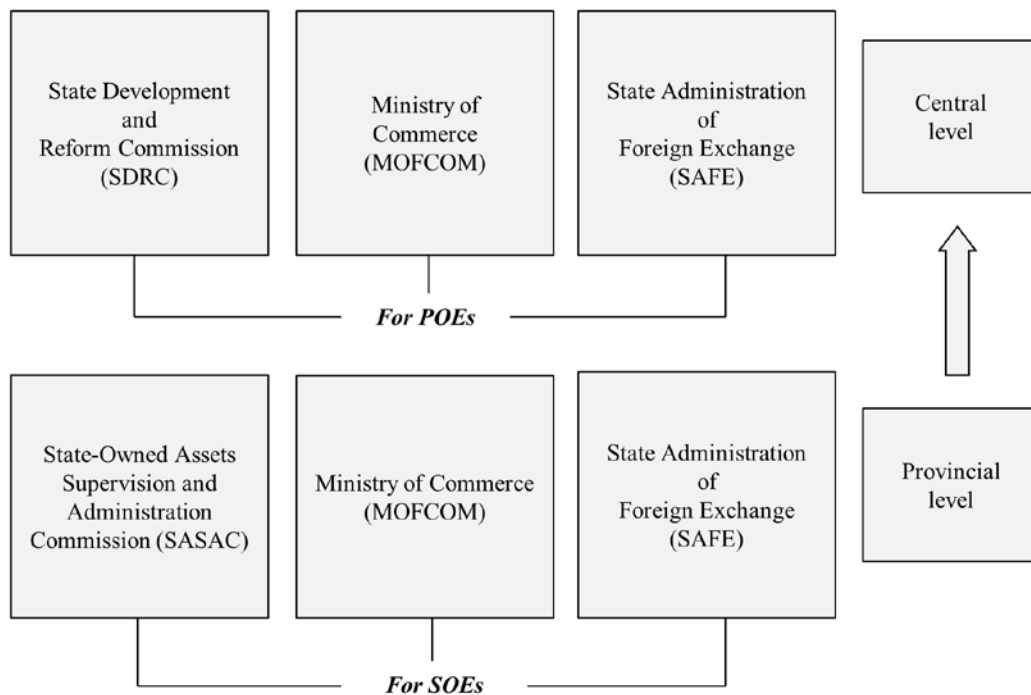 State Development
and
Reform Commission
(SDRC)
Ministry of
Commerce
(MOFCOM)
State Administration
of
Foreign Exchange
(SAFE)
Central
level
For POEs
State-Owned Assets
Supervision and
Administration
Commission (SASAC)
Ministry of Commerce
(MOFCOM)
State Administration
of
Foreign Exchange
(SAFE)
Provincial
level
For SOEs